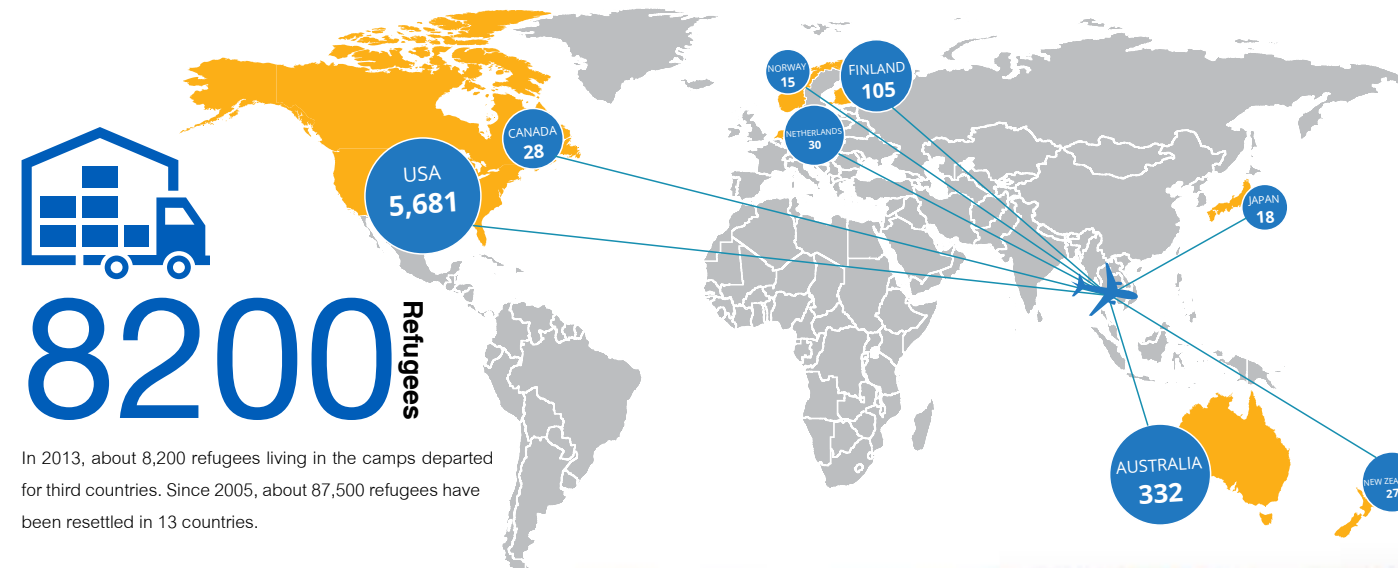 NORWAY
15
FINLAND
105
CANADA
28
NETHERLANDS
30
USA
5,681
JAPAN
18
8200
Refugees
AUSTRALIA
332
In 2013, about 8,200 refugees living in the camps departed
for third countries. Since 2005, about 87,500 refugees have
been resettled in 13 countries.
NEW
27